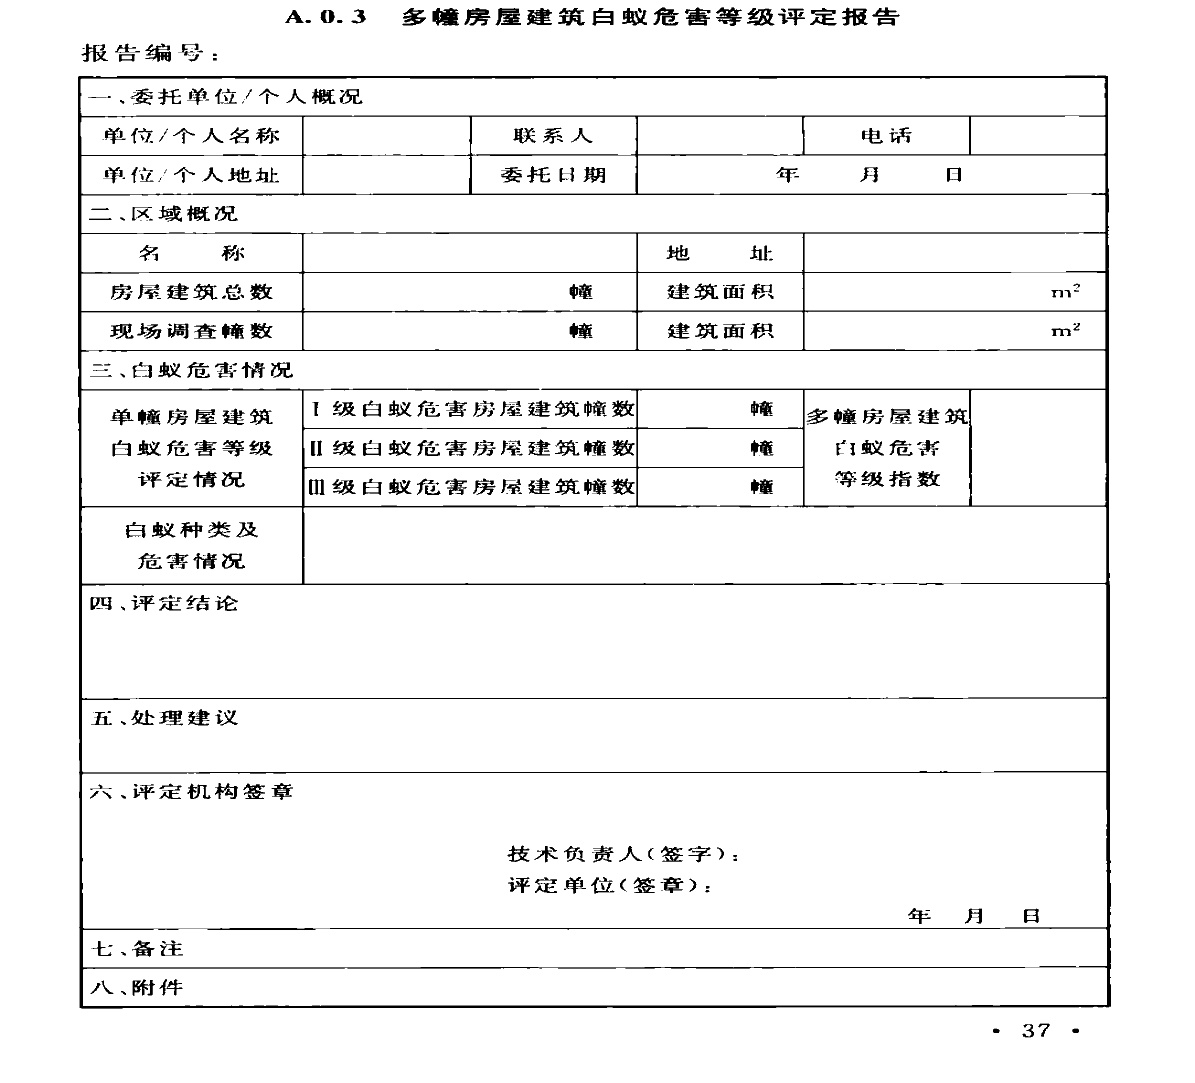 A.0.3 多幢房屋建筑白蚁危害等级评定报告
报告编号：
一、委托单位/个人概况
单位/个人名称 联系人 电话
单位/个人地址 委托日期 年 月 日
二、区域概况
名 称 地 址
房屋建筑总数 幢 建筑面积 m²
现场调查幢数 幢 建筑面积 m²
三、白蚁危害情况
单幢房屋建筑
白蚁危害等级
评定情况
Ⅰ级白蚁危害房屋建筑幢数 幢
Ⅱ级白蚁危害房屋建筑幢数 幢
Ⅲ级白蚁危害房屋建筑幢数 幢
多幢房屋建筑
白蚁危害
等级指数
白蚁种类及
危害情况
四、评定结论
五、处理建议
六、评定机构签章
技术负责人(签字)：
评定单位(签章)：
年 月 日
七、备注
八、附件
• 37 •